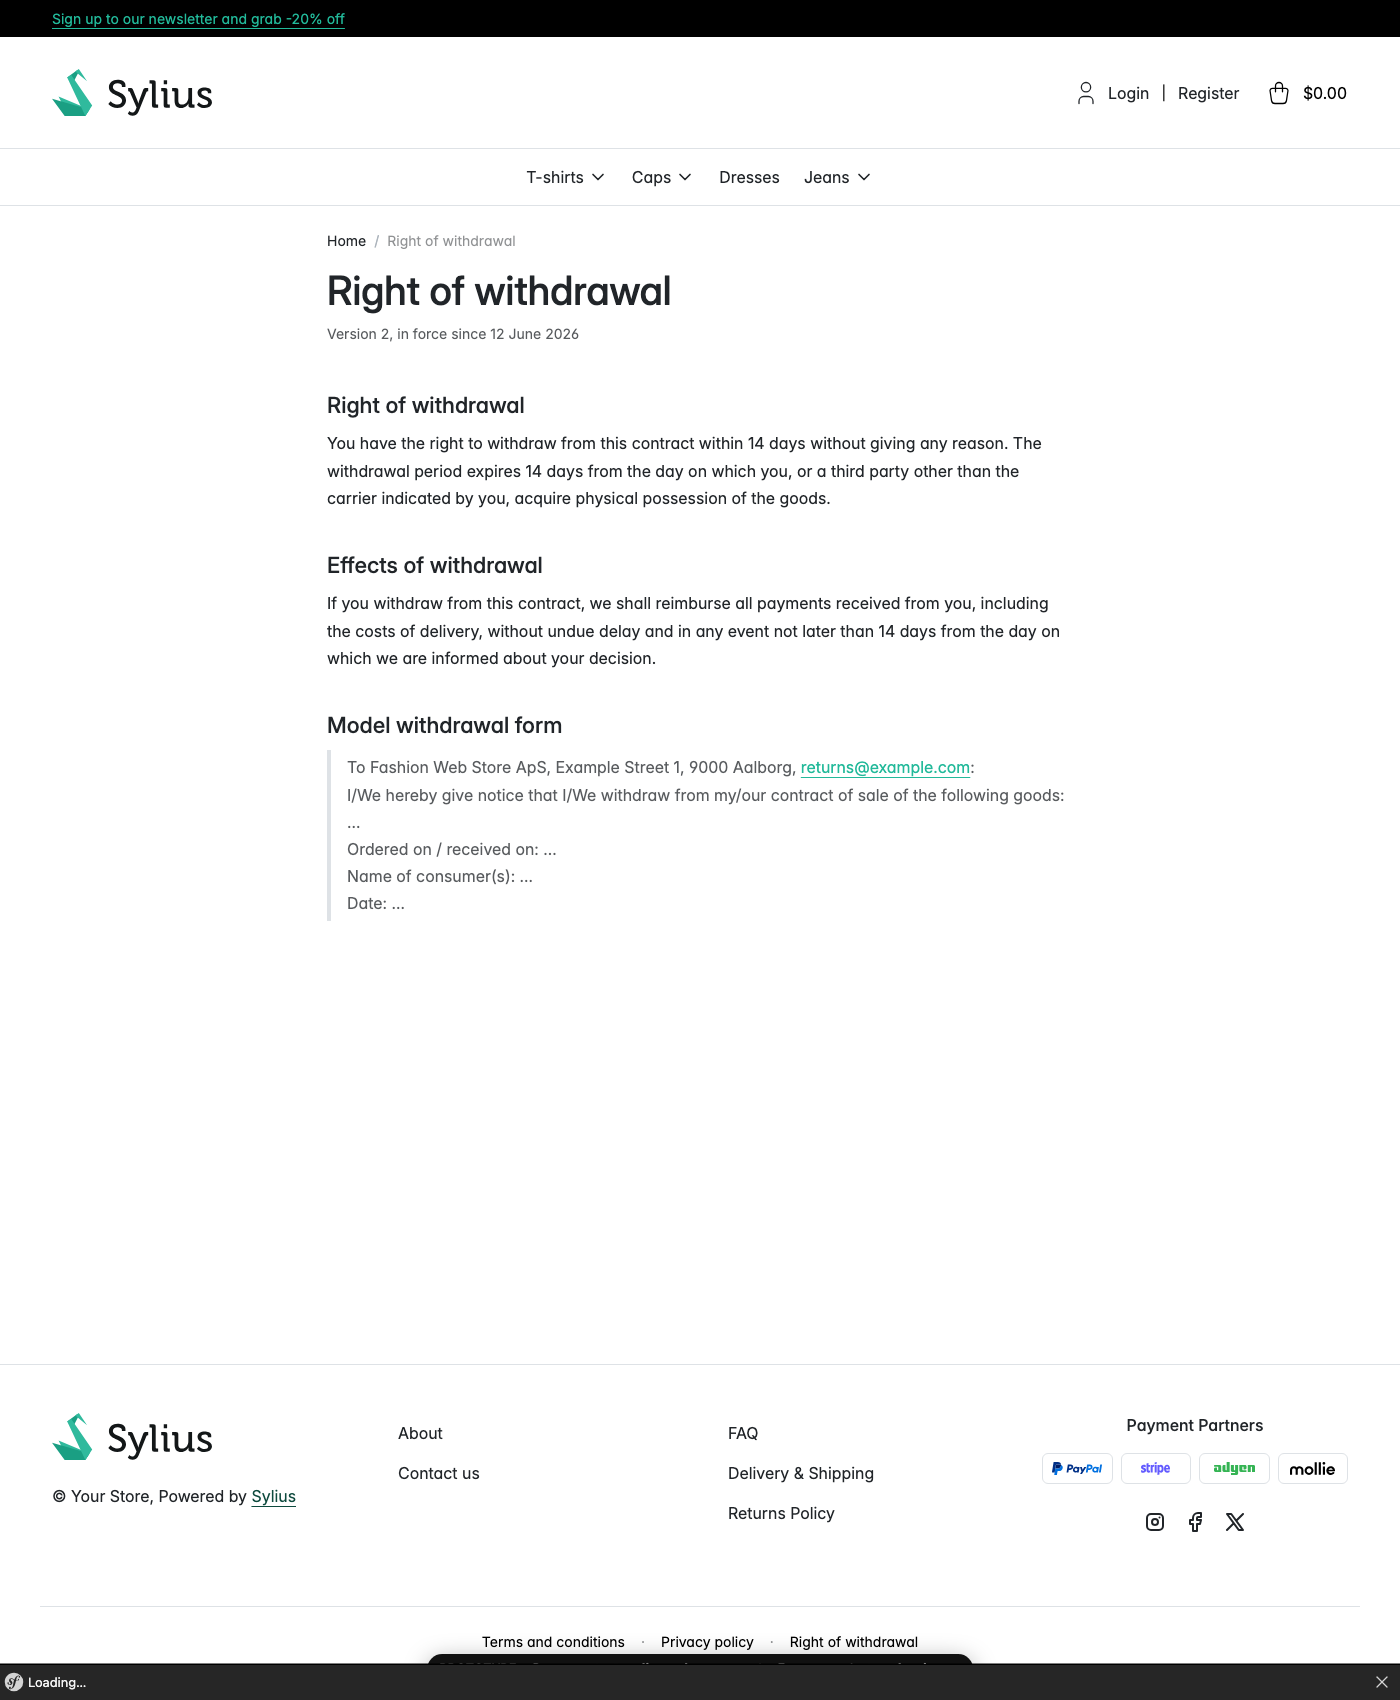 Sign up to our newsletter and grab -20% off
Sylius
Login | Register
$0.00
T-shirts
Caps
Dresses
Jeans
Home / Right of withdrawal
Right of withdrawal
Version 2, in force since 12 June 2026
Right of withdrawal
You have the right to withdraw from this contract within 14 days without giving any reason. The
withdrawal period expires 14 days from the day on which you, or a third party other than the
carrier indicated by you, acquire physical possession of the goods.
Effects of withdrawal
If you withdraw from this contract, we shall reimburse all payments received from you, including
the costs of delivery, without undue delay and in any event not later than 14 days from the day on
which we are informed about your decision.
Model withdrawal form
To Fashion Web Store ApS, Example Street 1, 9000 Aalborg, returns@example.com:
I/We hereby give notice that I/We withdraw from my/our contract of sale of the following goods:
...
Ordered on / received on: ...
Name of consumer(s): ...
Date: ...
Sylius
© Your Store, Powered by Sylius
About
Contact us
FAQ
Delivery & Shipping
Returns Policy
Payment Partners
PayPal
stripe
adyen
mollie
Terms and conditions · Privacy policy · Right of withdrawal
sf Loading...